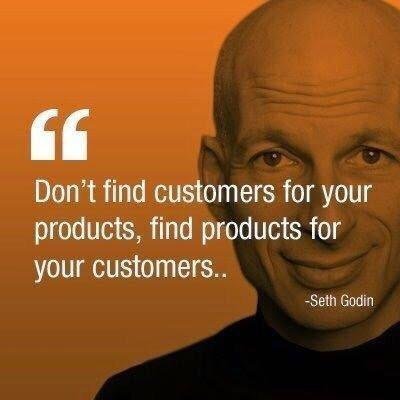 “
Don’t find customers for your
products, find products for
your customers..
-Seth Godin